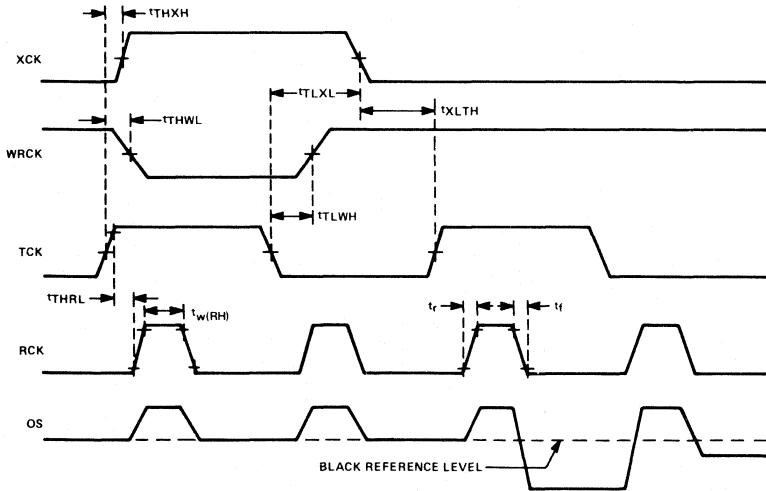 tTHXH
XCK
tTLXL
tXLTH
tTHWL
WRCK
tTLWH
TCK
tTHRL
tw(RH)
tr
tf
RCK
OS
BLACK REFERENCE LEVEL